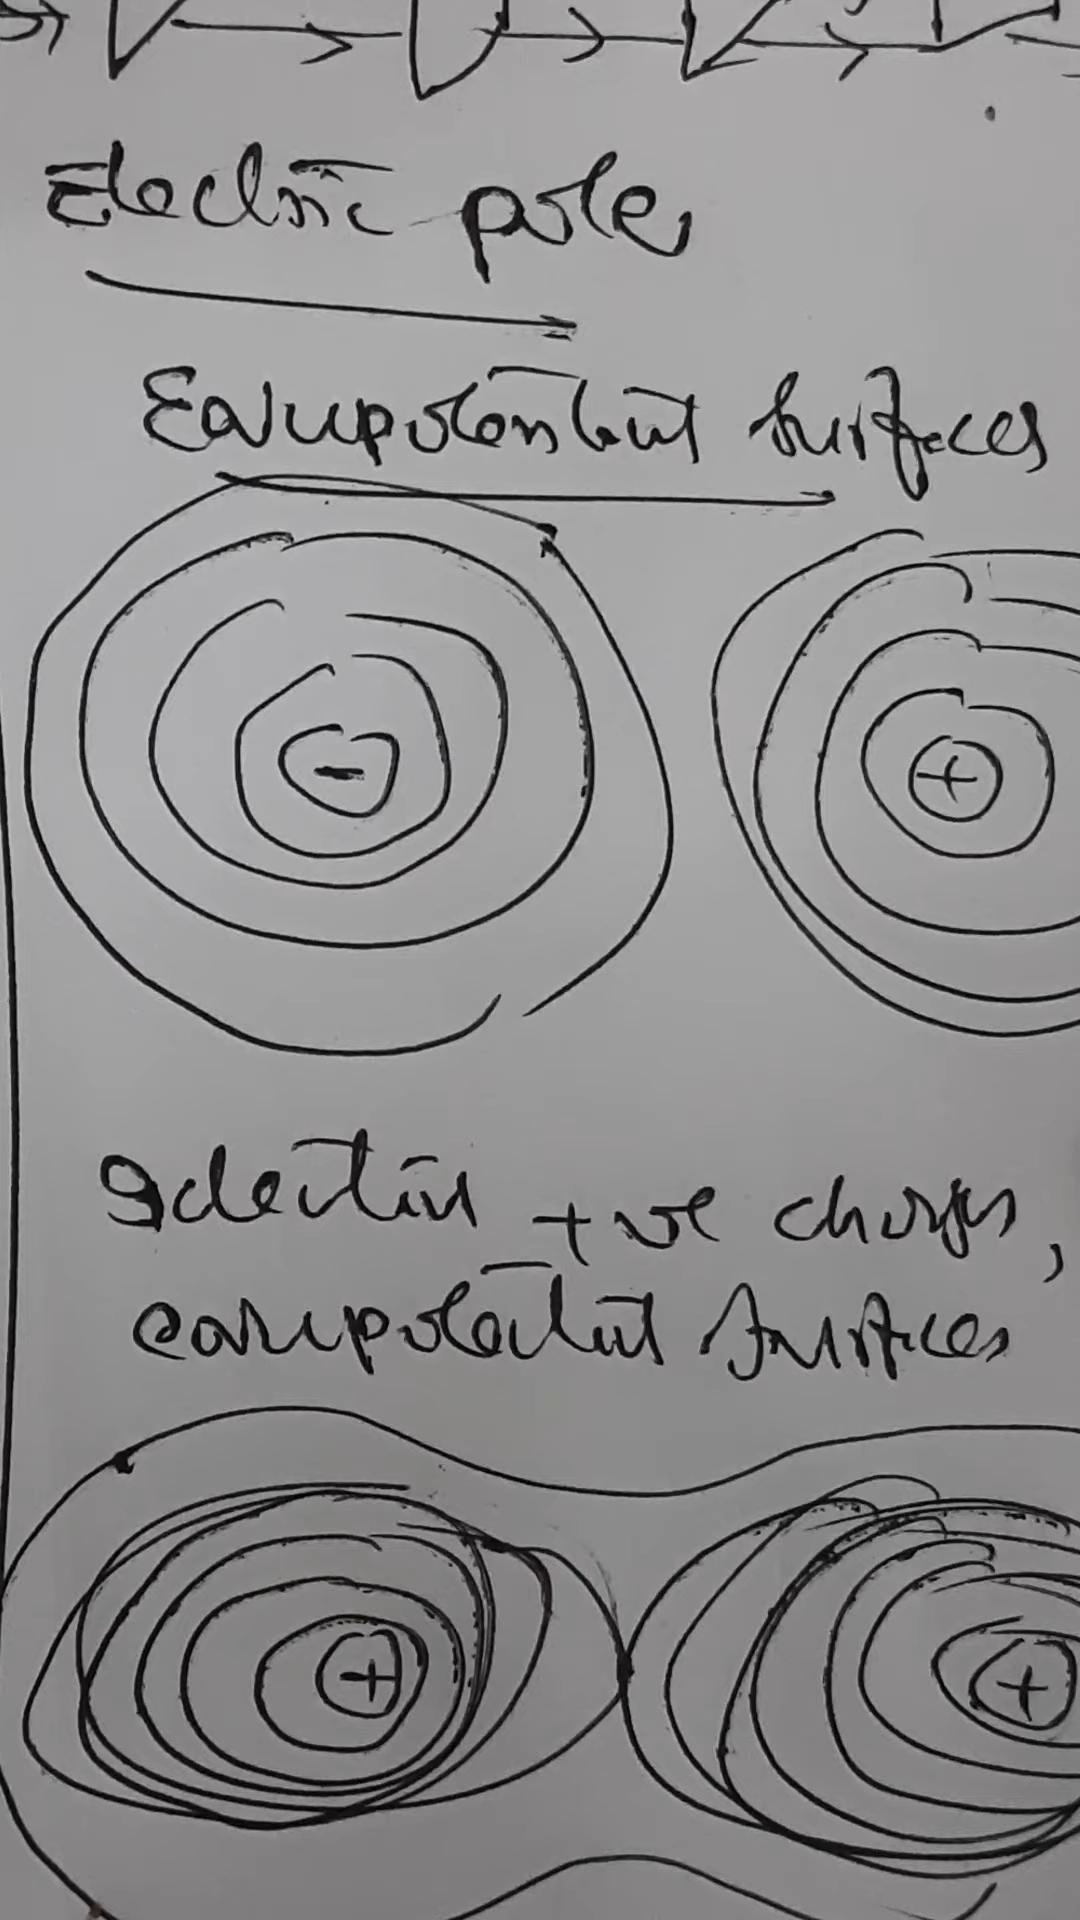 Electric pole,
Equipotential Surfaces
-
+
+ve charges,
equipotential Surfaces
+
+